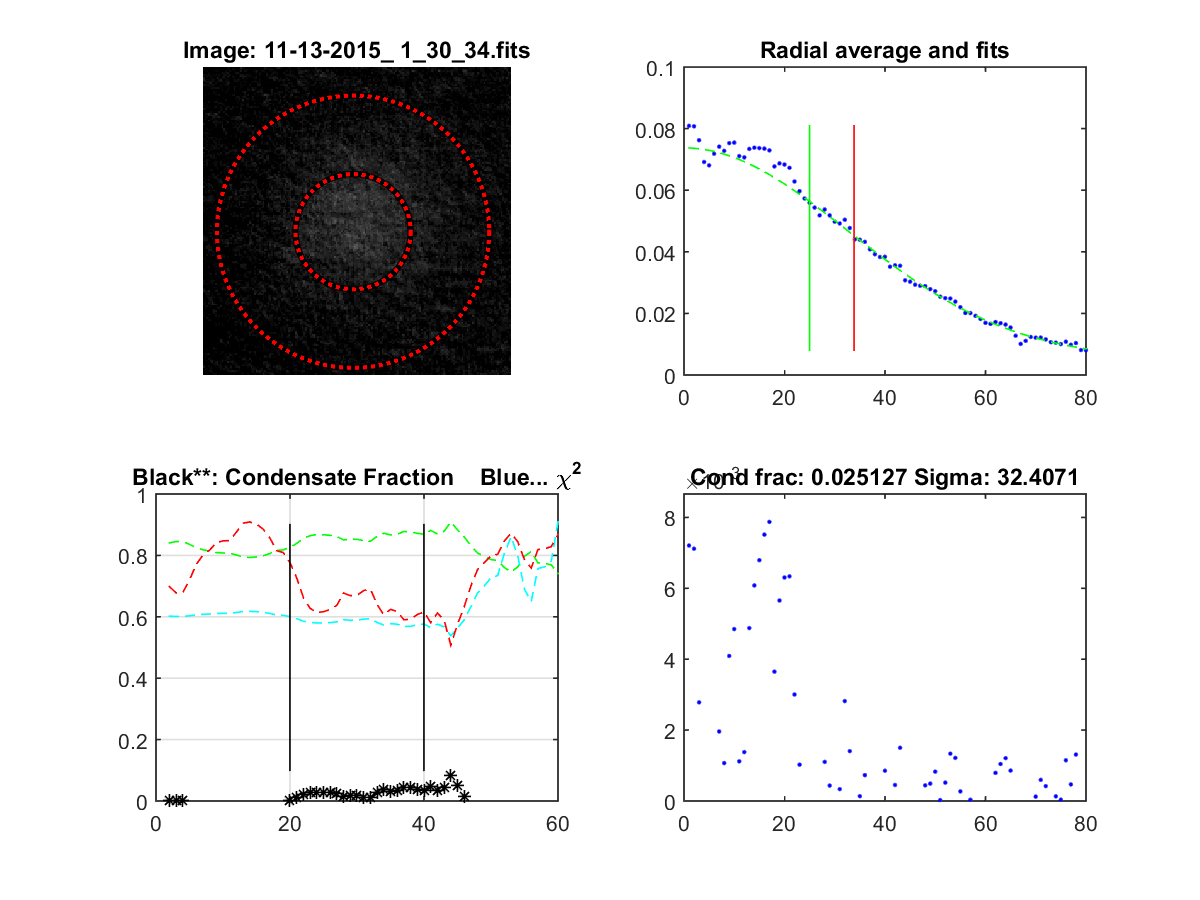 Image: 11-13-2015_ 1_30_34.fits
Radial average and fits
0.1
0.08
0.06
0.04
0.02
0
0 20 40 60 80
Black**: Condensate Fraction Blue... χ²
1
0.8
0.6
0.4
0.2
0
0 20 40 60
×10⁻³
Cond frac: 0.025127 Sigma: 32.4071
8
6
4
2
0
0 20 40 60 80